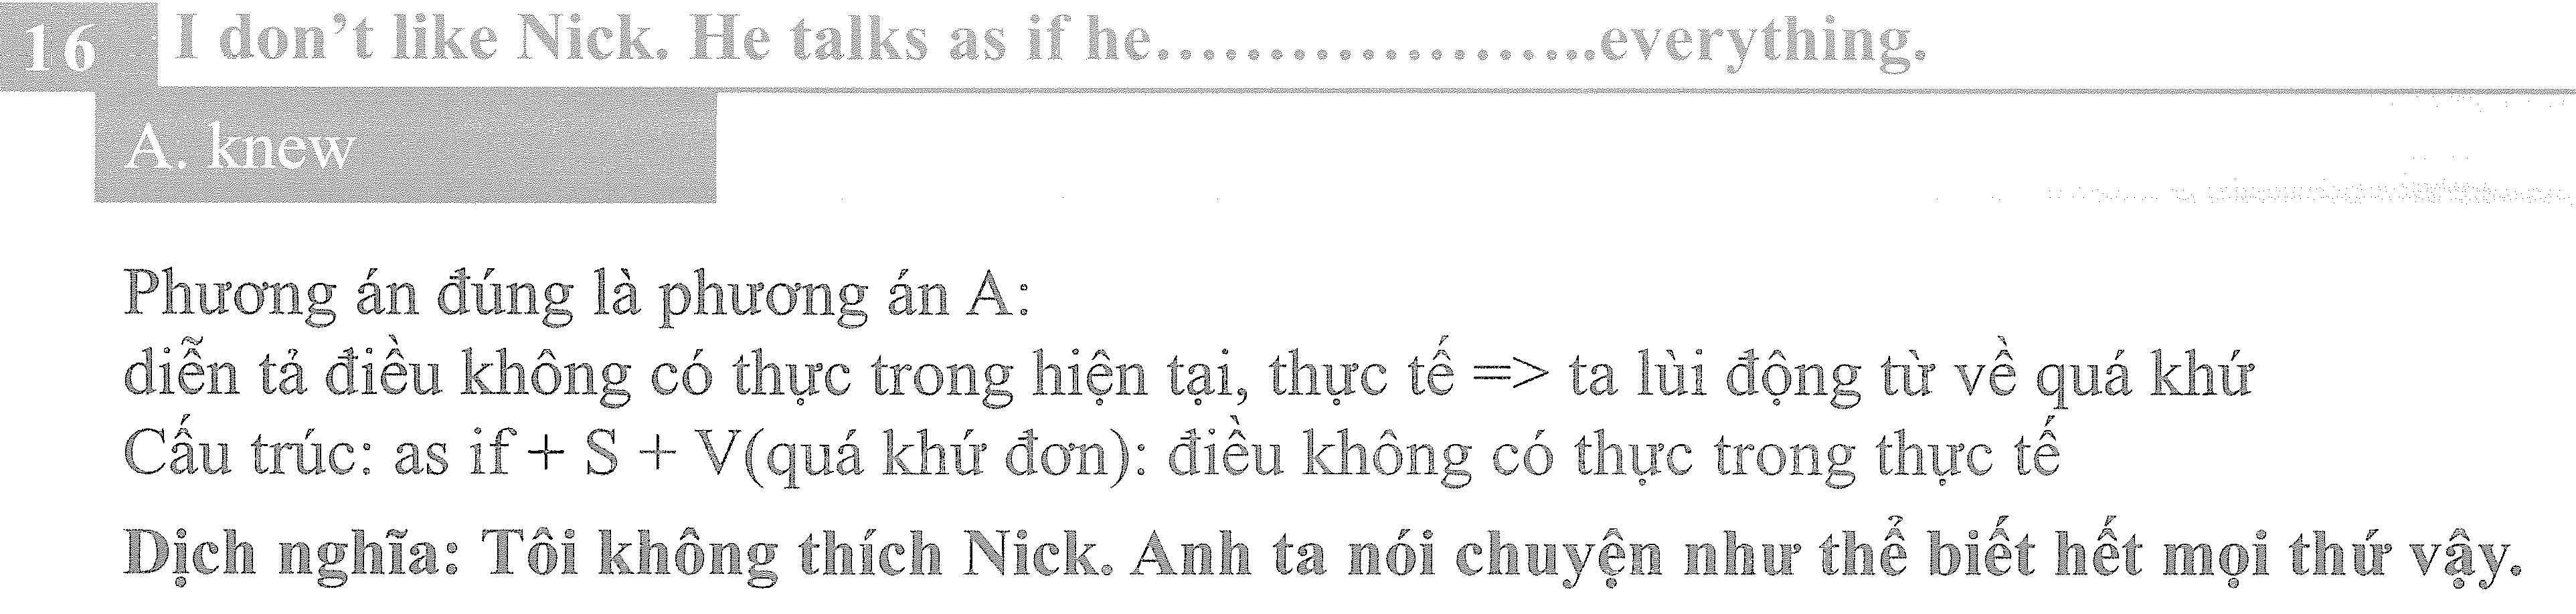 16 I don't like Nick. He talks as if he...................everything.
A. knew
Phương án đúng là phương án A:
diễn tả điều không có thực trong hiện tại, thực tế => ta lùi động từ về quá khứ
Cấu trúc: as if + S + V(quá khứ đơn): điều không có thực trong thực tế
Dịch nghĩa: Tôi không thích Nick. Anh ta nói chuyện như thể biết hết mọi thứ vậy.